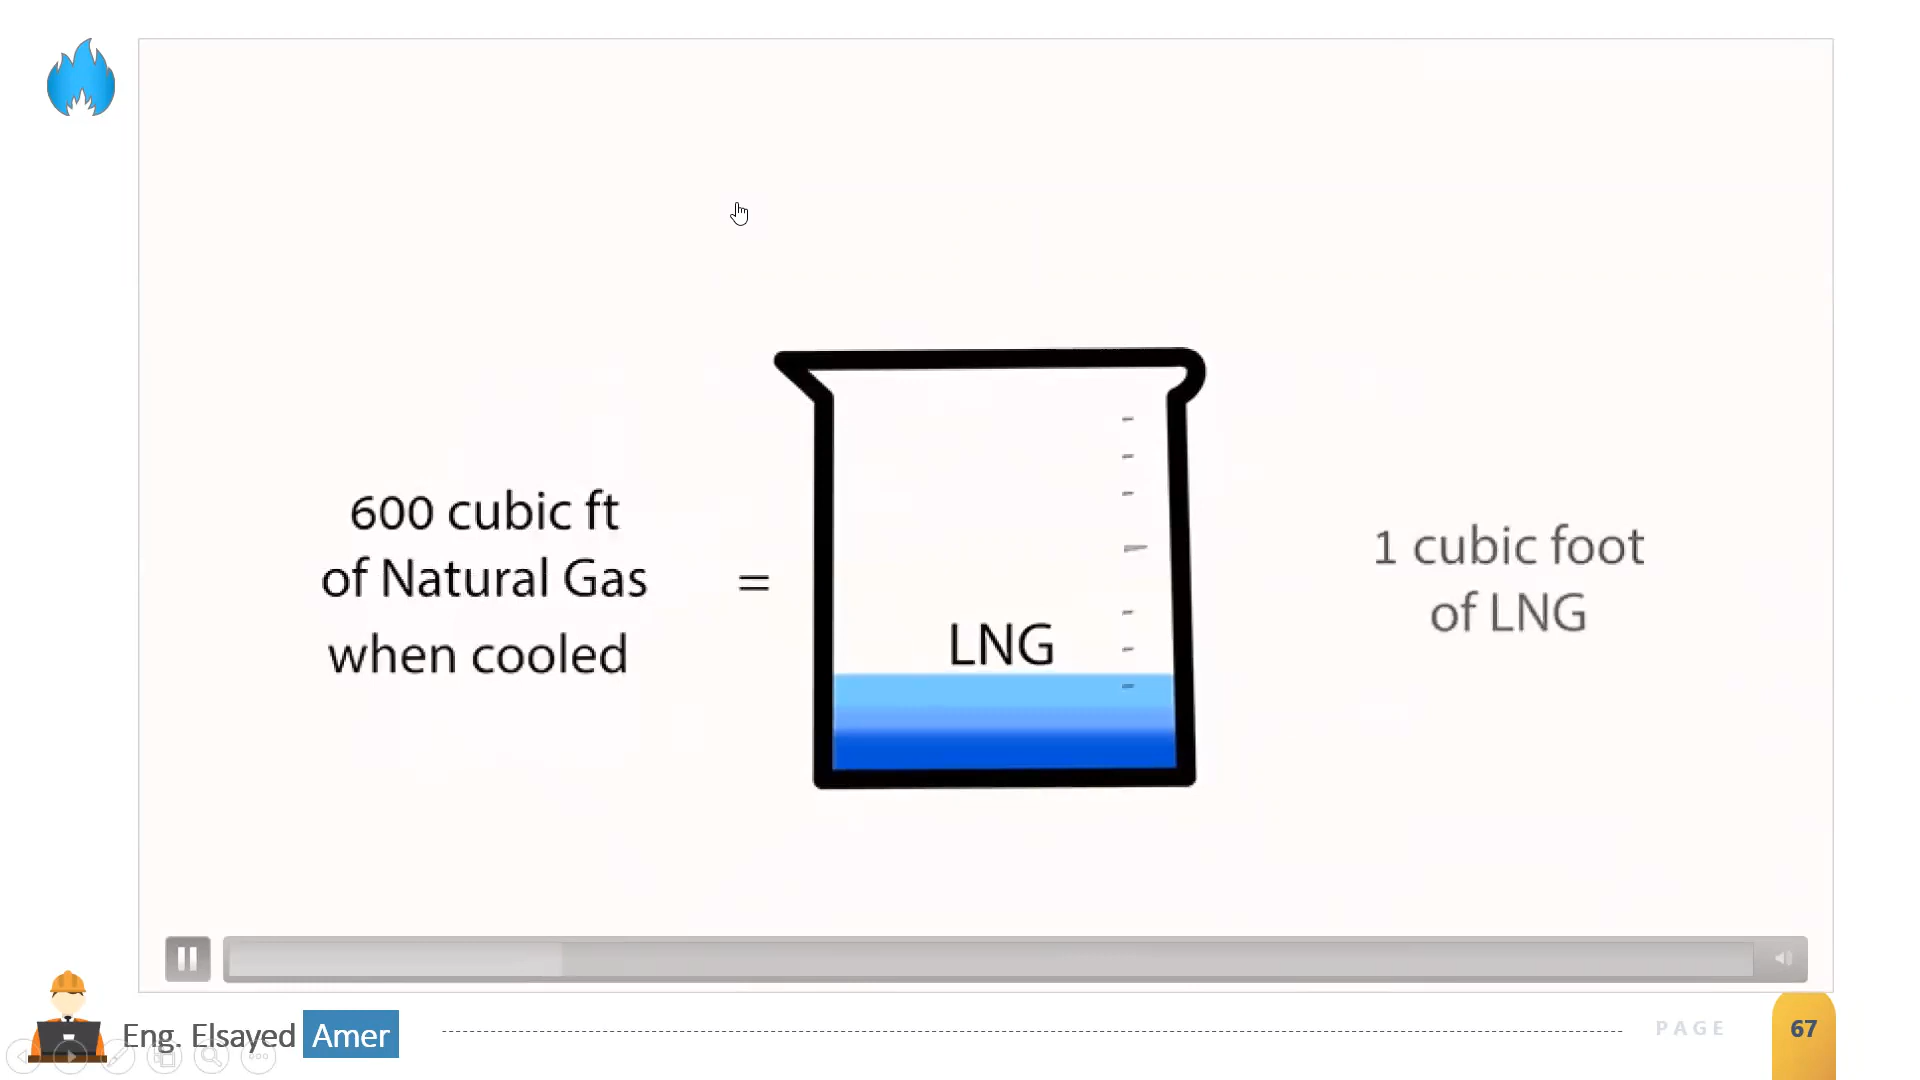 600 cubic ft
of Natural Gas
when cooled
=
LNG
1 cubic foot
of LNG
Eng. Elsayed Amer
PAGE
67